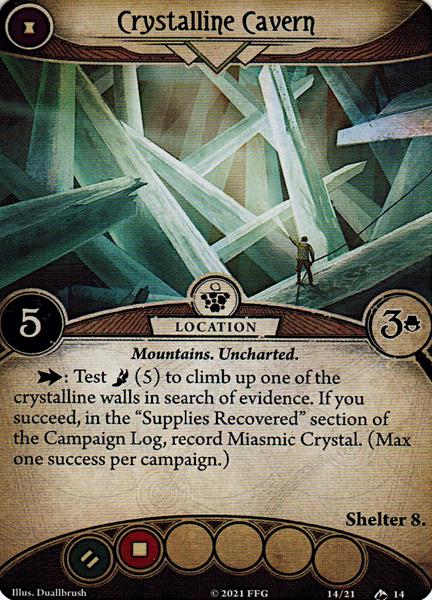 Crystalline Cavern
5
3
LOCATION
Mountains. Uncharted.
: Test (5) to climb up one of the
crystalline walls in search of evidence. If you
succeed, in the “Supplies Recovered” section of
the Campaign Log, record Miasmic Crystal. (Max
one success per campaign.)
Shelter 8.
Illus. Duallbrush © 2021 FFG 14/21 14